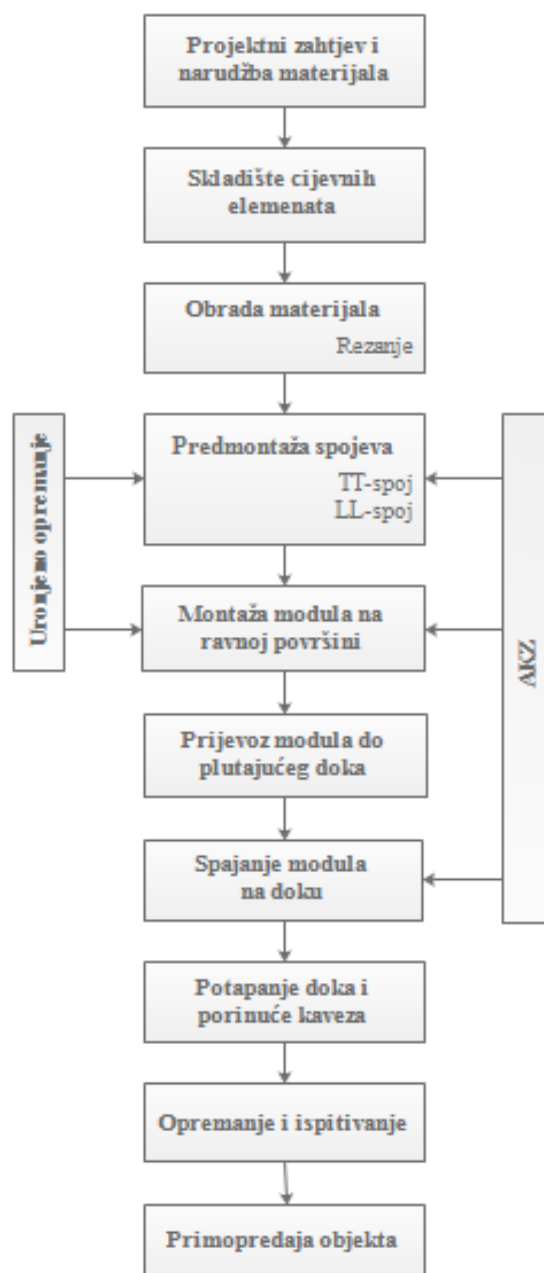 Projektni zahtjev i
narudžba materijala
Skladište cijevnih
elemenata
Obrada materijala
Rezanje
Predmontaža spojeva
TT-spoj
LL-spoj
Uronjeno opremanje
AKZ
Montaža modula na
ravnoj površini
Prijevoz modula do
plutajućeg doka
Spajanje modula
na doku
Potapanje doka i
porinuće kaveza
Opremanje i ispitivanje
Primopredaja objekta